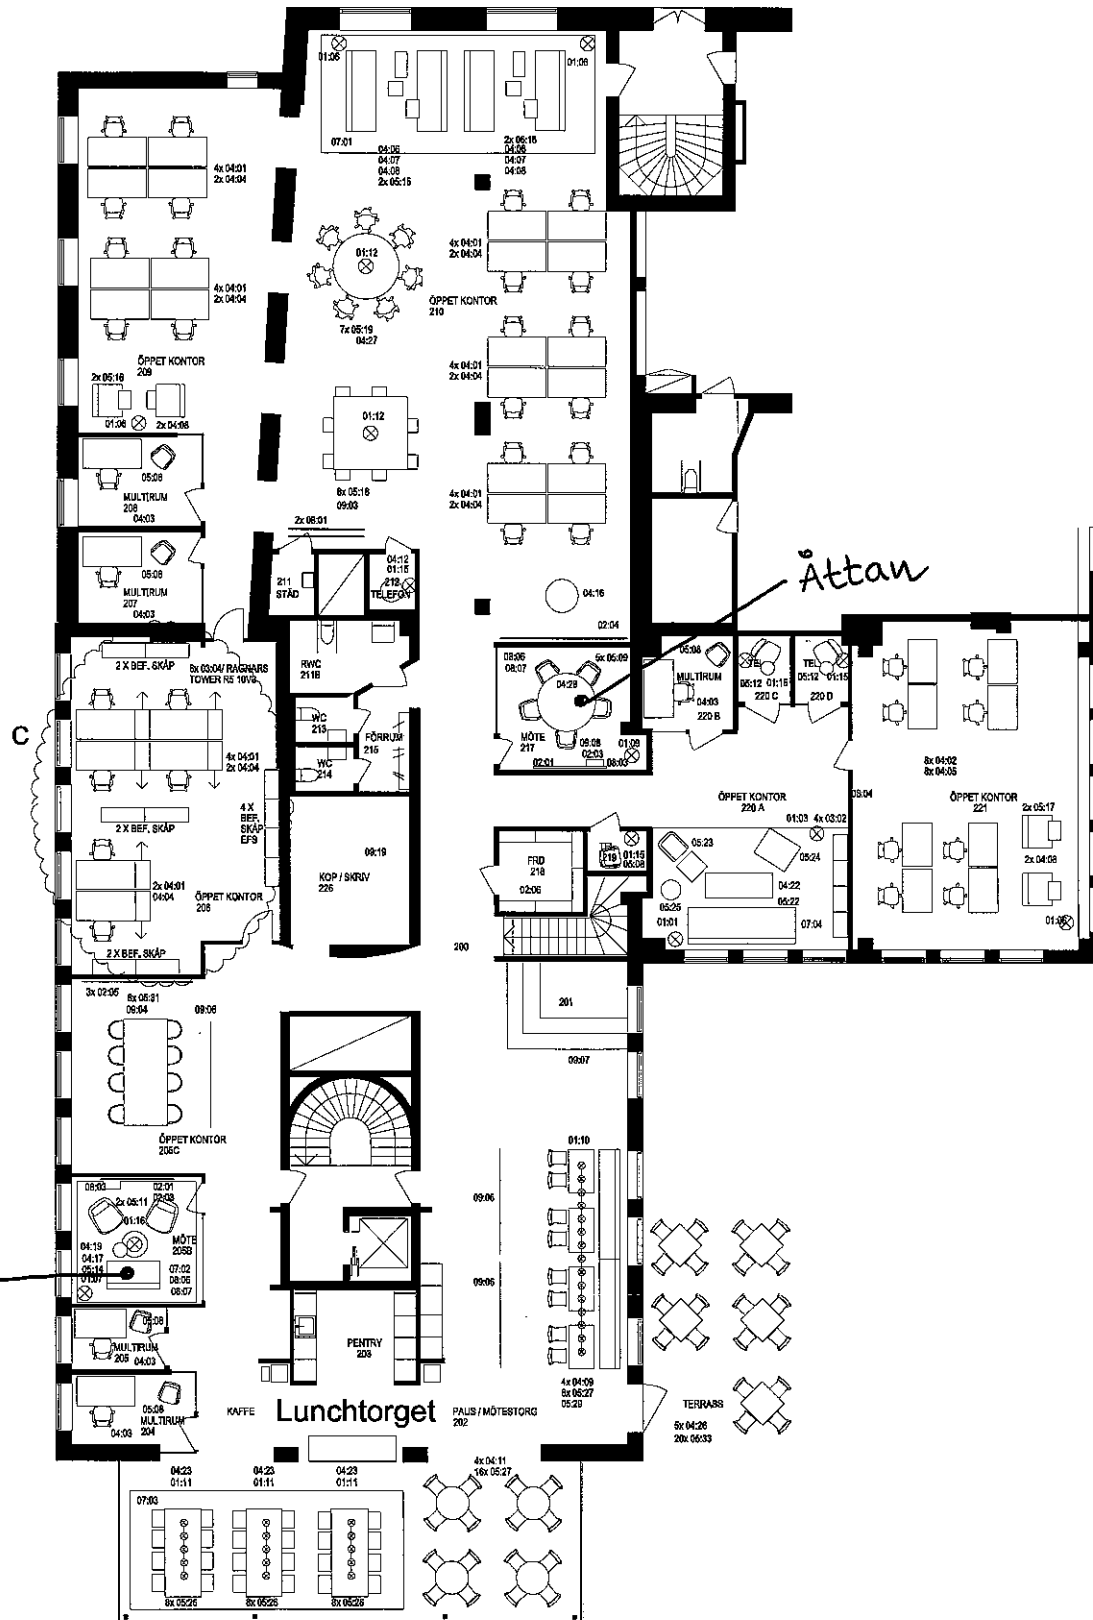 01:06
01:06
07:01
04:06
04:07
04:08
2x 05:16
2x 05:16
04:06
04:07
04:08
4x 04:01
2x 04:04
4x 04:01
2x 04:04
ÖPPET KONTOR
209
2x 05:16
01:06
2x 04:08
01:12
7x 05:19
04:27
ÖPPET KONTOR
210
4x 04:01
2x 04:04
4x 04:01
2x 04:04
4x 04:01
2x 04:04
01:12
8x 05:18
09:03
05:08
MULTIRUM
208
04:03
05:08
MULTIRUM
207
04:03
2x 08:01
211
STÄD
04:12
01:15
212
TELEFON
04:16
02:04
Åttan
2 X BEF. SKÅP
8x 03:04/ RAGNARS
TOWER R5 10V3
C
4x 04:01
2x 04:04
2 X BEF. SKÅP
4 X
BEF.
SKÅP
EFS
2x 04:01
04:04
ÖPPET KONTOR
206
2 X BEF. SKÅP
RWC
211B
WC
213
FÖRRUM
215
WC
214
KOP / SKRIV
226
09:19
08:06
08:07
5x 05:09
04:28
MÖTE
217
09:08
02:03
02:01
08:03
01:09
05:08
MULTIRUM
04:03
220 B
TEL
05:12
01:15
220 C
TEL
05:12
01:15
220 D
8x 04:02
8x 04:05
ÖPPET KONTOR
221
2x 05:17
2x 04:08
01:06
ÖPPET KONTOR
220 A
01:03
4x 03:02
05:23
05:24
04:22
05:22
05:25
01:01
07:04
FRD
218
02:06
219
01:15
05:08
200
201
09:07
3x 02:05
8x 05:31
09:04
09:06
ÖPPET KONTOR
205C
08:03
02:01
02:03
2x 05:11
01:16
MÖTE
205B
04:19
04:17
05:14
01:07
07:02
08:06
08:07
05:08
MULTIRUM
205
04:03
05:08
MULTIRUM
204
04:03
PENTRY
203
KAFFE
Lunchtorget
PAUS / MÖTESTORG
202
01:10
09:06
09:06
4x 04:09
8x 05:27
05:29
TERRASS
5x 04:26
20x 05:33
04:23
01:11
04:23
01:11
04:23
01:11
4x 04:11
16x 05:27
07:03
8x 05:26
8x 05:26
8x 05:26